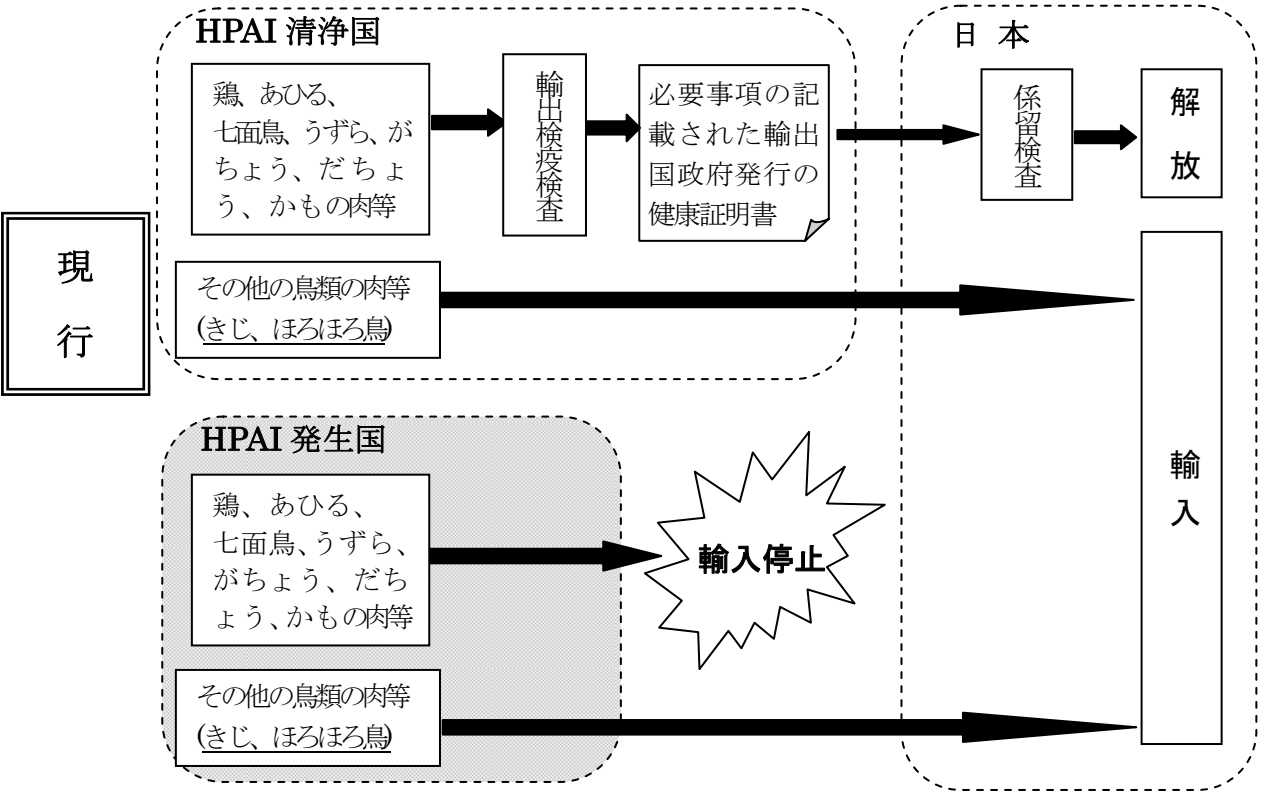 現
行
HPAI 清浄国
鶏、あひる、
七面鳥、うずら、が
ちょう、だちょ
う、かもの肉等
輸出検疫検査
必要事項の記
載された輸出
国政府発行の
健康証明書
その他の鳥類の肉等
(きじ、ほろほろ鳥)
日 本
係留検査
解
放
輸
入
HPAI 発生国
鶏、あひる、
七面鳥、うずら、
がちょう、だち
ょう、かもの肉等
輸入停止
その他の鳥類の肉等
(きじ、ほろほろ鳥)